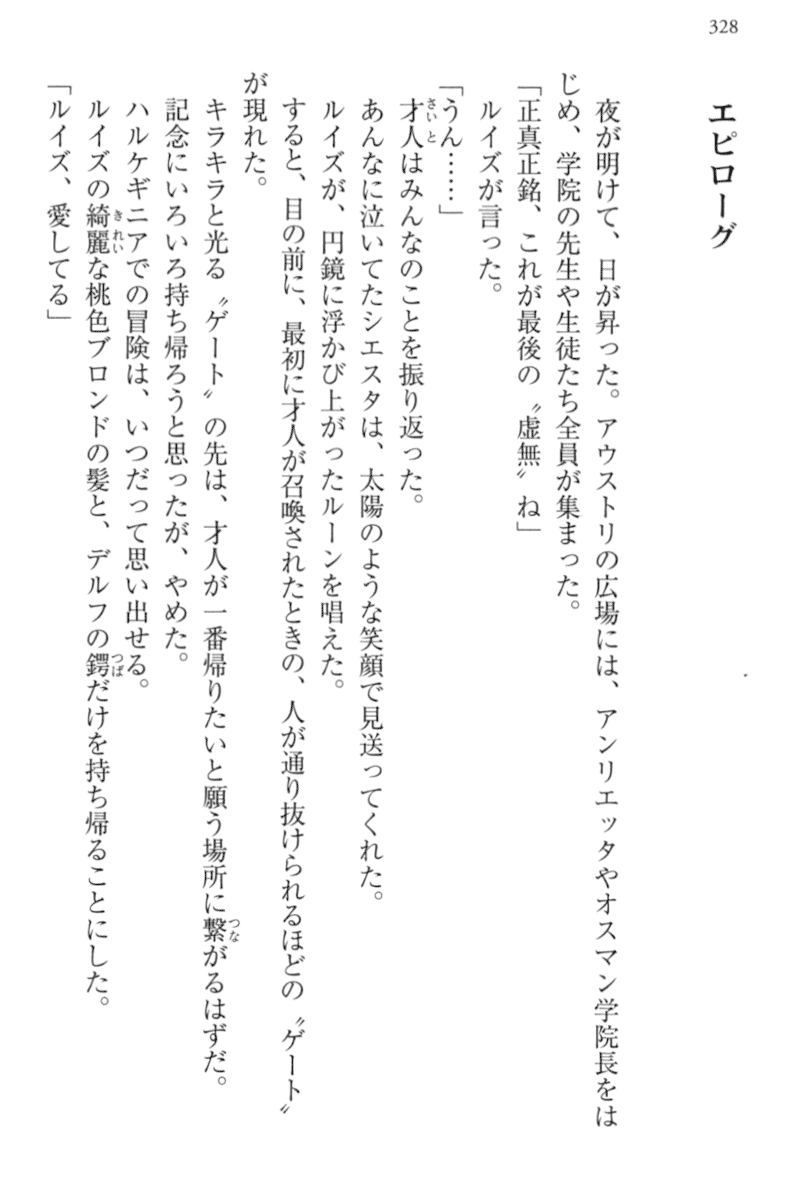 328
エピローグ
夜が明けて、日が昇った。アウストリの広場には、アンリエッタやオスマン学院長をは
じめ、学院の先生や生徒たち全員が集まった。
「正真正銘、これが最後の〝虚無〟ね」
ルイズが言った。
「うん……」
才人はみんなのことを振り返った。
あんなに泣いてたシエスタは、太陽のような笑顔で見送ってくれた。
ルイズが、円鏡に浮かび上がったルーンを唱えた。
すると、目の前に、最初に才人が召喚されたときの、人が通り抜けられるほどの〝ゲート〟
が現れた。
キラキラと光る〝ゲート〟の先は、才人が一番帰りたいと願う場所に繋がるはずだ。
記念にいろいろ持ち帰ろうと思ったが、やめた。
ハルケギニアでの冒険は、いつだって思い出せる。
ルイズの綺麗な桃色ブロンドの髪と、デルフの鍔だけを持ち帰ることにした。
「ルイズ、愛してる」